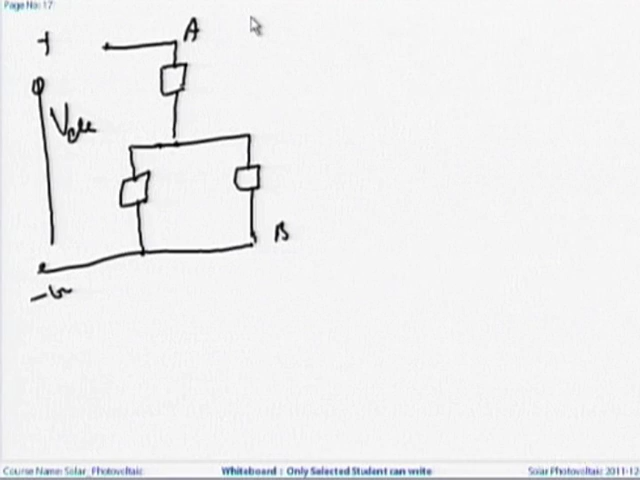 Page No: 17
A
+
Vdc
B
Course Name: Solar_Photovoltaic
Whiteboard : Only Selected Student can write
Solar Photovoltaic 2011-12